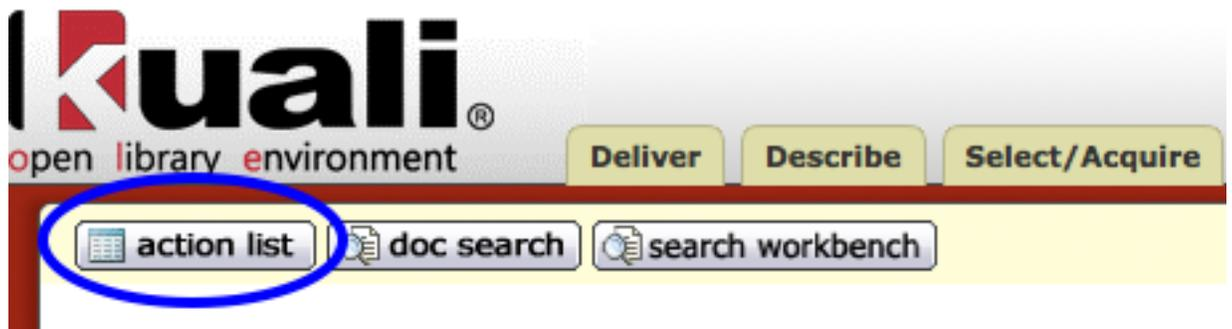 kuali®
open library environment
Deliver Describe Select/Acquire
action list doc search search workbench